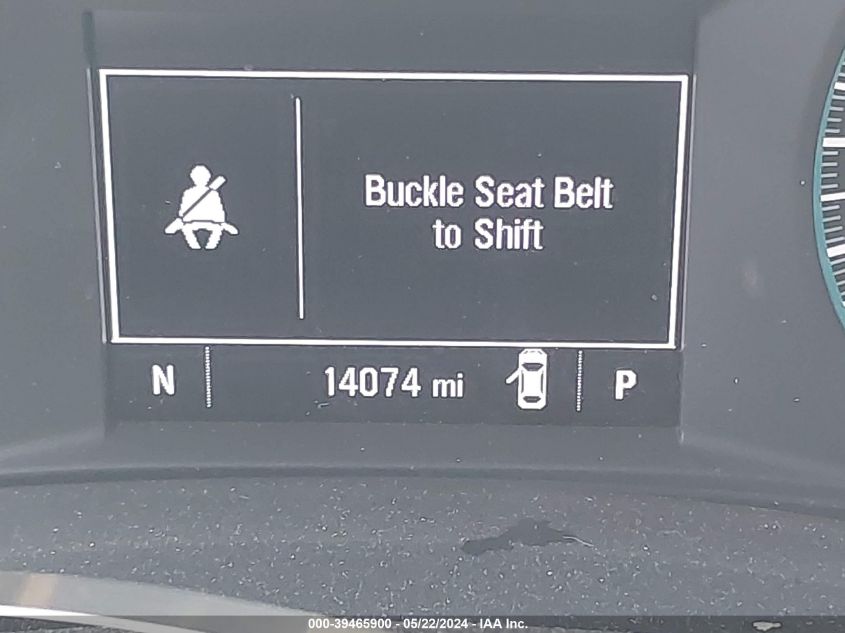 Buckle Seat Belt
to Shift
N 14074 mi P
000-39465900 - 05/22/2024 - IAA Inc.